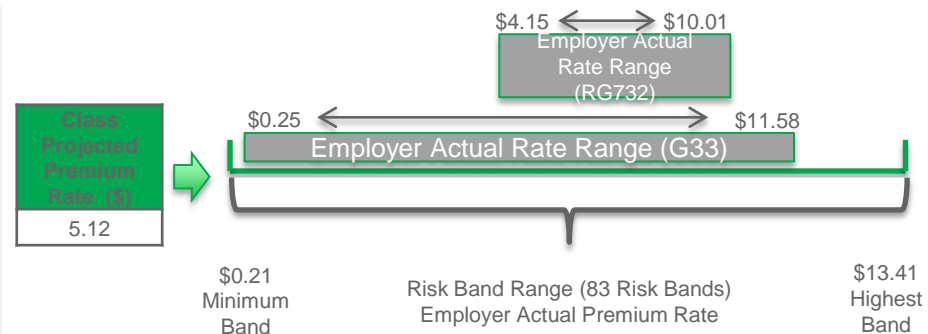 $4.15 $10.01
Employer Actual
Rate Range
(RG732)
$0.25 $11.58
Employer Actual Rate Range (G33)
Class
Projected
Premium
Rate ($)
5.12
$0.21
Minimum
Band
Risk Band Range (83 Risk Bands)
Employer Actual Premium Rate
$13.41
Highest
Band